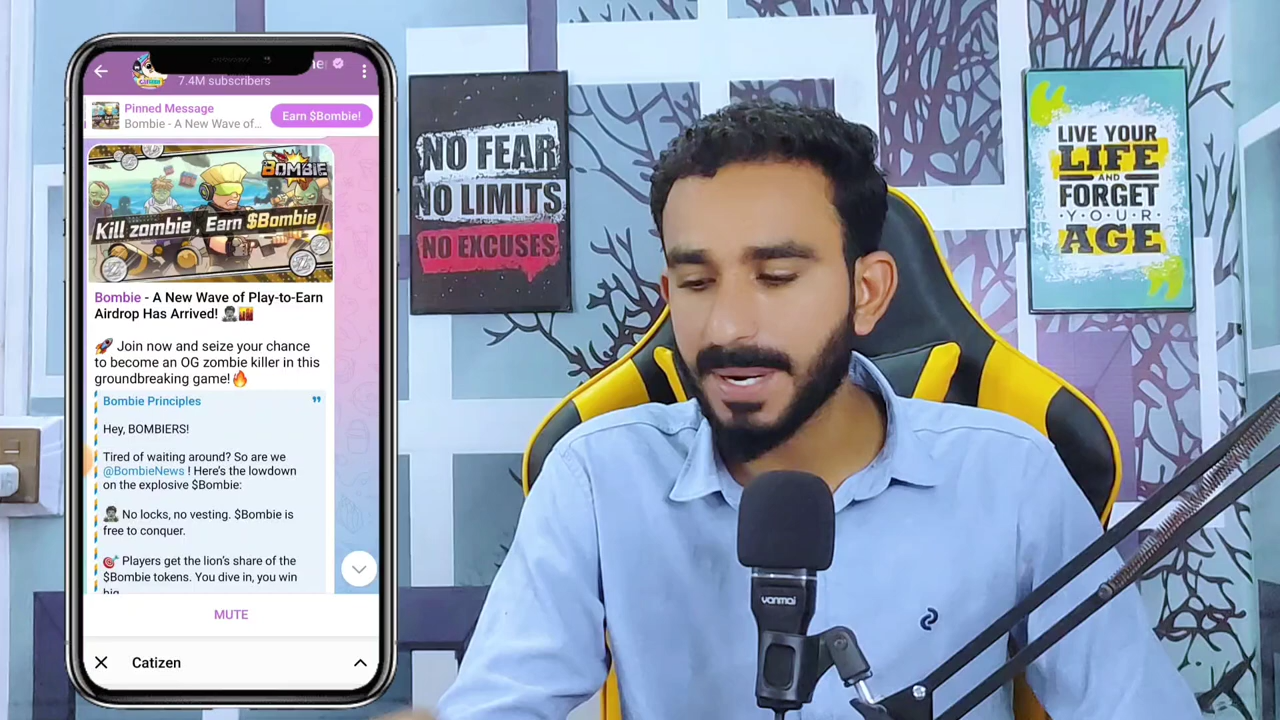 7.4M subscribers
Pinned Message
Bombie - A New Wave of...
Earn $Bombie!
BOMBIE
Kill zombie, Earn $Bombie
Bombie - A New Wave of Play-to-Earn
Airdrop Has Arrived!
🚀 Join now and seize your chance
to become an OG zombie killer in this
groundbreaking game!🔥
Bombie Principles
Hey, BOMBIERS!
Tired of waiting around? So are we
@BombieNews ! Here's the lowdown
on the explosive $Bombie:
No locks, no vesting. $Bombie is
free to conquer.
🎯 Players get the lion's share of the
$Bombie tokens. You dive in, you win
MUTE
Catizen
NO FEAR
NO LIMITS
NO EXCUSES
LIVE YOUR
LIFE
AND
FORGET
YOUR
AGE
vanmai